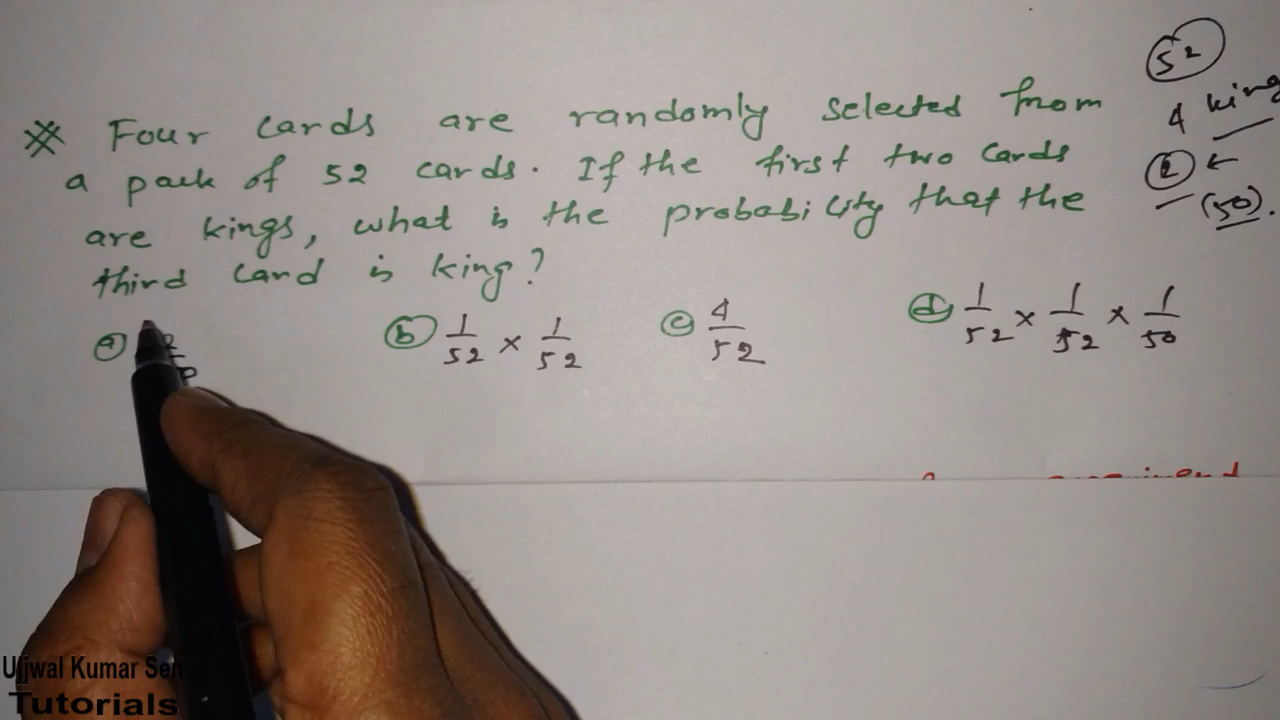 ※ Four cards are randomly selected from
a pack of 52 cards. If the first two cards
are kings, what is the probability that the
third card is king?
(a)
(b) 1/52 × 1/52
(c) 4/52
(d) 1/52 × 1/52 × 1/50
52
4 king
2 ←
(50).
Ujjwal Kumar Sen
Tutorials